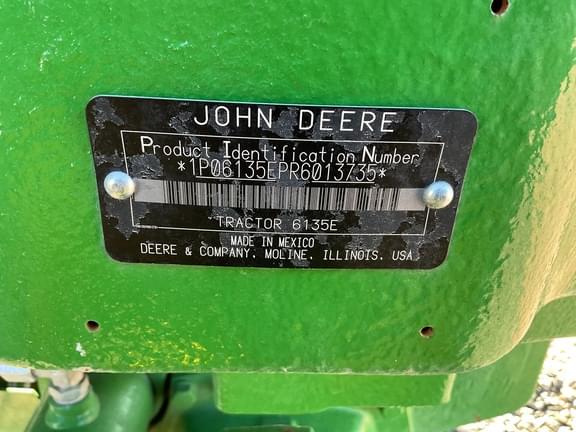 JOHN DEERE
Product Identification Number
*1P06135EPR6013735*
TRACTOR 6135E
MADE IN MEXICO
DEERE & COMPANY, MOLINE, ILLINOIS, USA